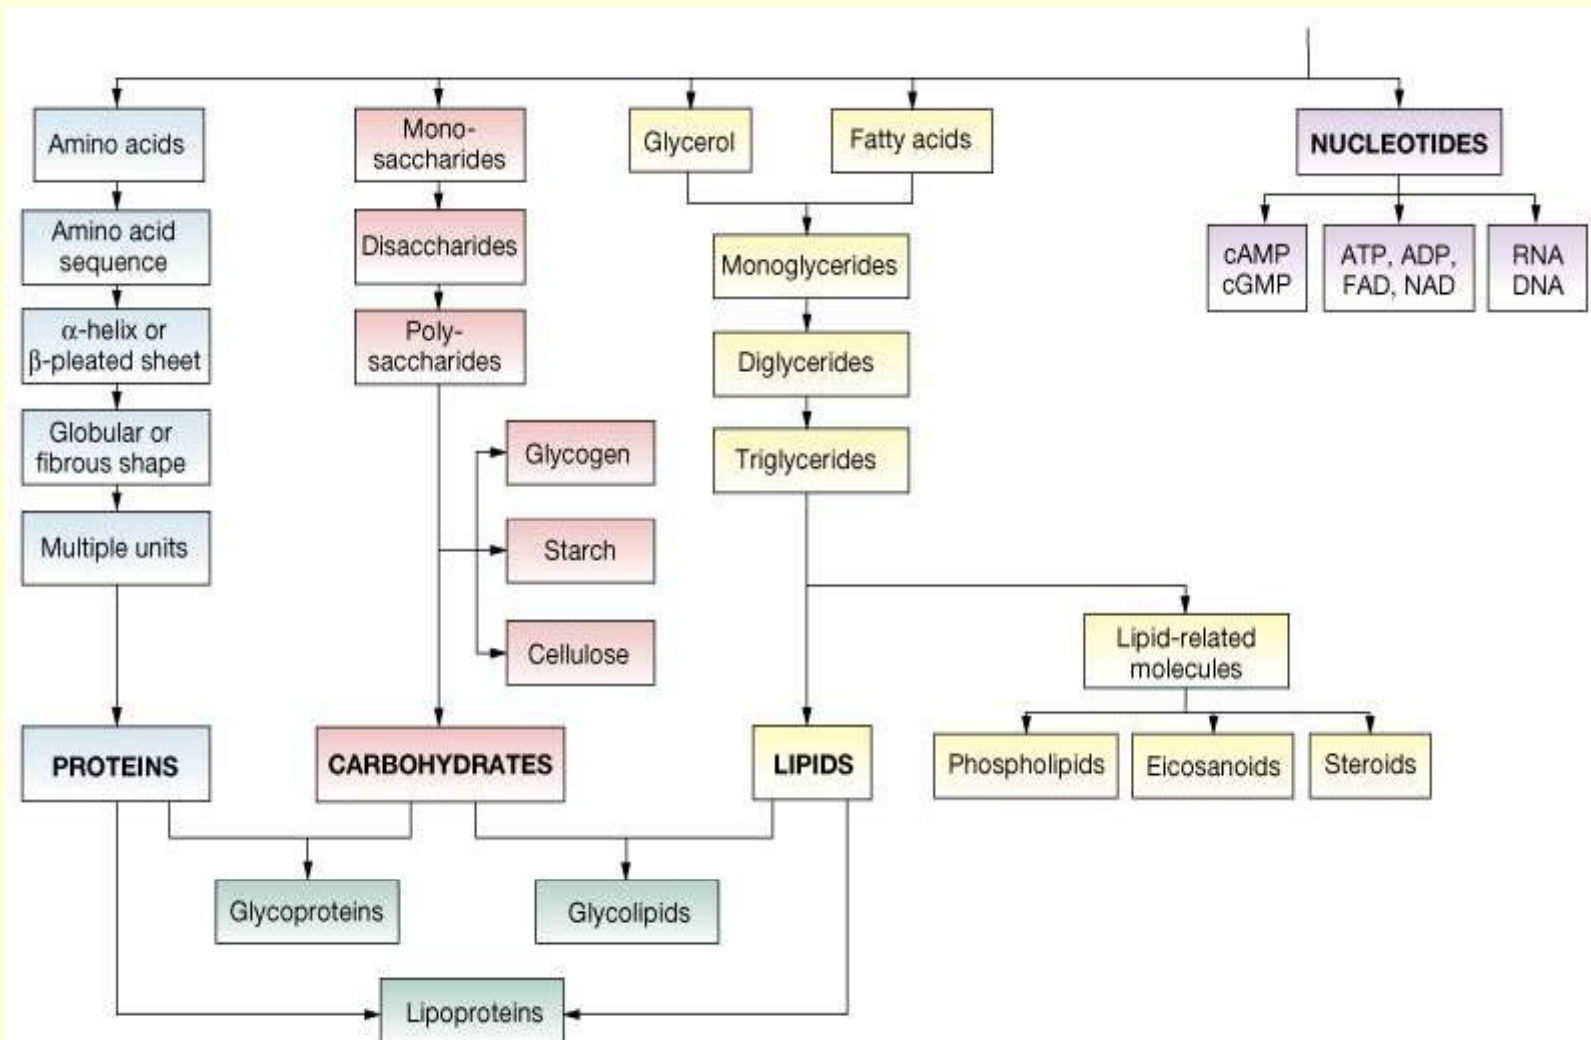 Amino acids
Mono-
saccharides
Glycerol
Fatty acids
NUCLEOTIDES
Amino acid
sequence
Disaccharides
Monoglycerides
cAMP
cGMP
ATP, ADP,
FAD, NAD
RNA
DNA
α-helix or
β-pleated sheet
Poly-
saccharides
Diglycerides
Globular or
fibrous shape
Glycogen
Triglycerides
Multiple units
Starch
Cellulose
Lipid-related
molecules
PROTEINS
CARBOHYDRATES
LIPIDS
Phospholipids
Eicosanoids
Steroids
Glycoproteins
Glycolipids
Lipoproteins